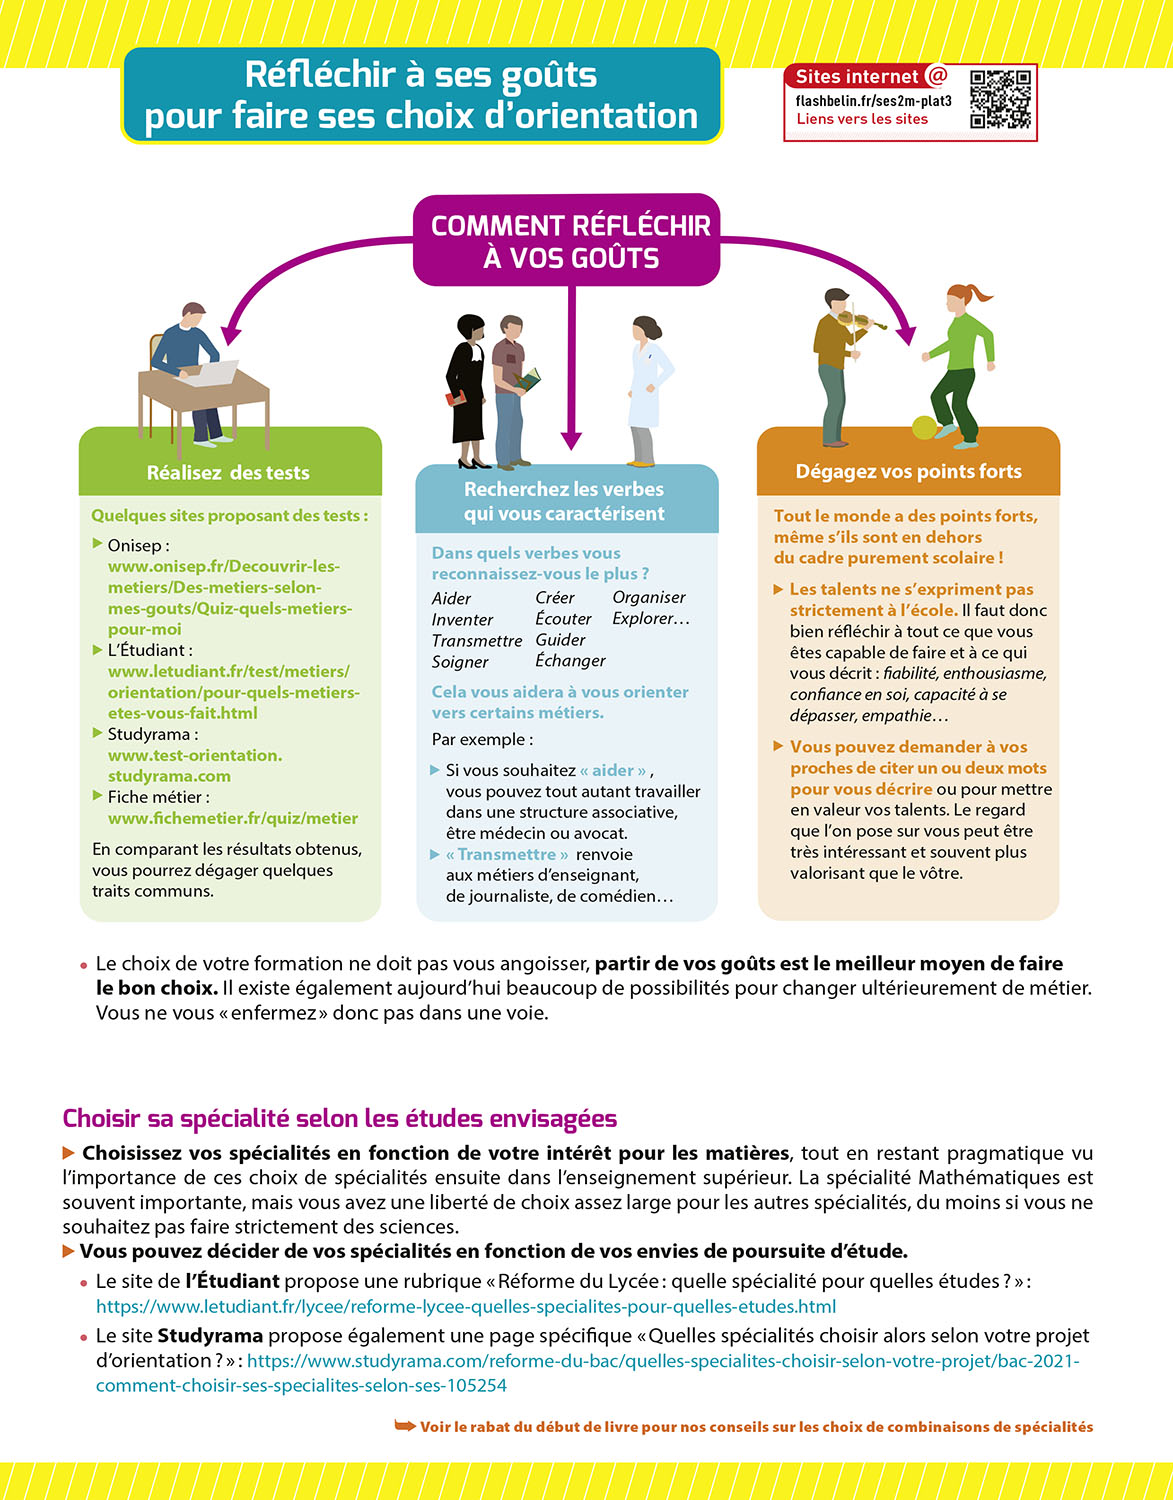 Réfléchir à ses goûts
pour faire ses choix d'orientation
Sites internet @
flashbelin.fr/ses2m-plat3
Liens vers les sites
COMMENT RÉFLÉCHIR
À VOS GOÛTS
Réalisez des tests
Quelques sites proposant des tests :
Onisep :
www.onisep.fr/Decouvrir-les-
metiers/Des-metiers-selon-
mes-gouts/Quiz-quels-metiers-
pour-moi
L'Étudiant :
www.letudiant.fr/test/metiers/
orientation/pour-quels-metiers-
etes-vous-fait.html
Studyrama :
www.test-orientation.
studyrama.com
Fiche métier :
www.fichemetier.fr/quiz/metier
En comparant les résultats obtenus,
vous pourrez dégager quelques
traits communs.
Recherchez les verbes
qui vous caractérisent
Dans quels verbes vous
reconnaissez-vous le plus ?
Aider Créer Organiser
Inventer Écouter Explorer…
Transmettre Guider
Soigner Échanger
Cela vous aidera à vous orienter
vers certains métiers.
Par exemple :
Si vous souhaitez « aider » ,
vous pouvez tout autant travailler
dans une structure associative,
être médecin ou avocat.
« Transmettre » renvoie
aux métiers d'enseignant,
de journaliste, de comédien…
Dégagez vos points forts
Tout le monde a des points forts,
même s'ils sont en dehors
du cadre purement scolaire !
Les talents ne s'expriment pas
strictement à l'école. Il faut donc
bien réfléchir à tout ce que vous
êtes capable de faire et à ce qui
vous décrit : fiabilité, enthousiasme,
confiance en soi, capacité à se
dépasser, empathie…
Vous pouvez demander à vos
proches de citer un ou deux mots
pour vous décrire ou pour mettre
en valeur vos talents. Le regard
que l'on pose sur vous peut être
très intéressant et souvent plus
valorisant que le vôtre.
• Le choix de votre formation ne doit pas vous angoisser, partir de vos goûts est le meilleur moyen de faire
le bon choix. Il existe également aujourd'hui beaucoup de possibilités pour changer ultérieurement de métier.
Vous ne vous « enfermez » donc pas dans une voie.
Choisir sa spécialité selon les études envisagées
Choisissez vos spécialités en fonction de votre intérêt pour les matières, tout en restant pragmatique vu
l'importance de ces choix de spécialités ensuite dans l'enseignement supérieur. La spécialité Mathématiques est
souvent importante, mais vous avez une liberté de choix assez large pour les autres spécialités, du moins si vous ne
souhaitez pas faire strictement des sciences.
Vous pouvez décider de vos spécialités en fonction de vos envies de poursuite d'étude.
• Le site de l'Étudiant propose une rubrique « Réforme du Lycée : quelle spécialité pour quelles études ? » :
https://www.letudiant.fr/lycee/reforme-lycee-quelles-specialites-pour-quelles-etudes.html
• Le site Studyrama propose également une page spécifique « Quelles spécialités choisir alors selon votre projet
d'orientation ? » : https://www.studyrama.com/reforme-du-bac/quelles-specialites-choisir-selon-votre-projet/bac-2021-
comment-choisir-ses-specialites-selon-ses-105254
Voir le rabat du début de livre pour nos conseils sur les choix de combinaisons de spécialités